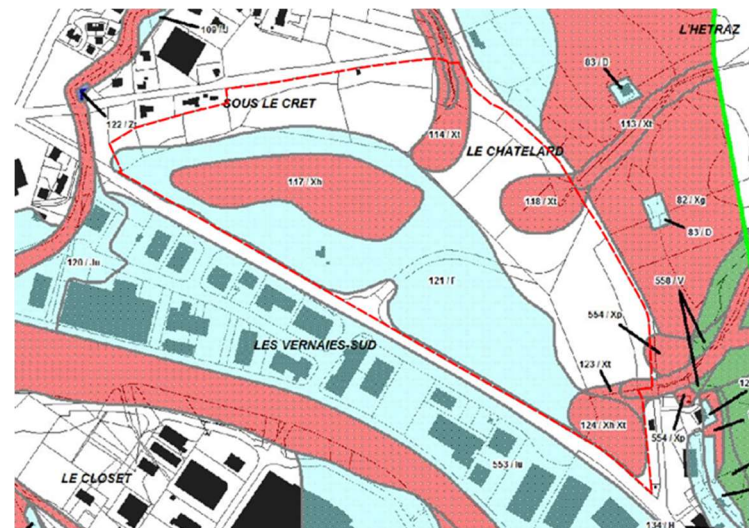 109 / Ju
L'HETRAZ
83 / D
SOUS LE CRET
122 / Zt
113 / Xt
114 / Xt
LE CHATELARD
117 / Xh
118 / Xt
82 / Xg
83 / D
120 / Ju
121 / I'
558 / V
554 / Xp
LES VERNAIES-SUD
123 / Xt
124 / Xh Xt
554 / Xp
LE CLOSET
553 / Iu
134 / H